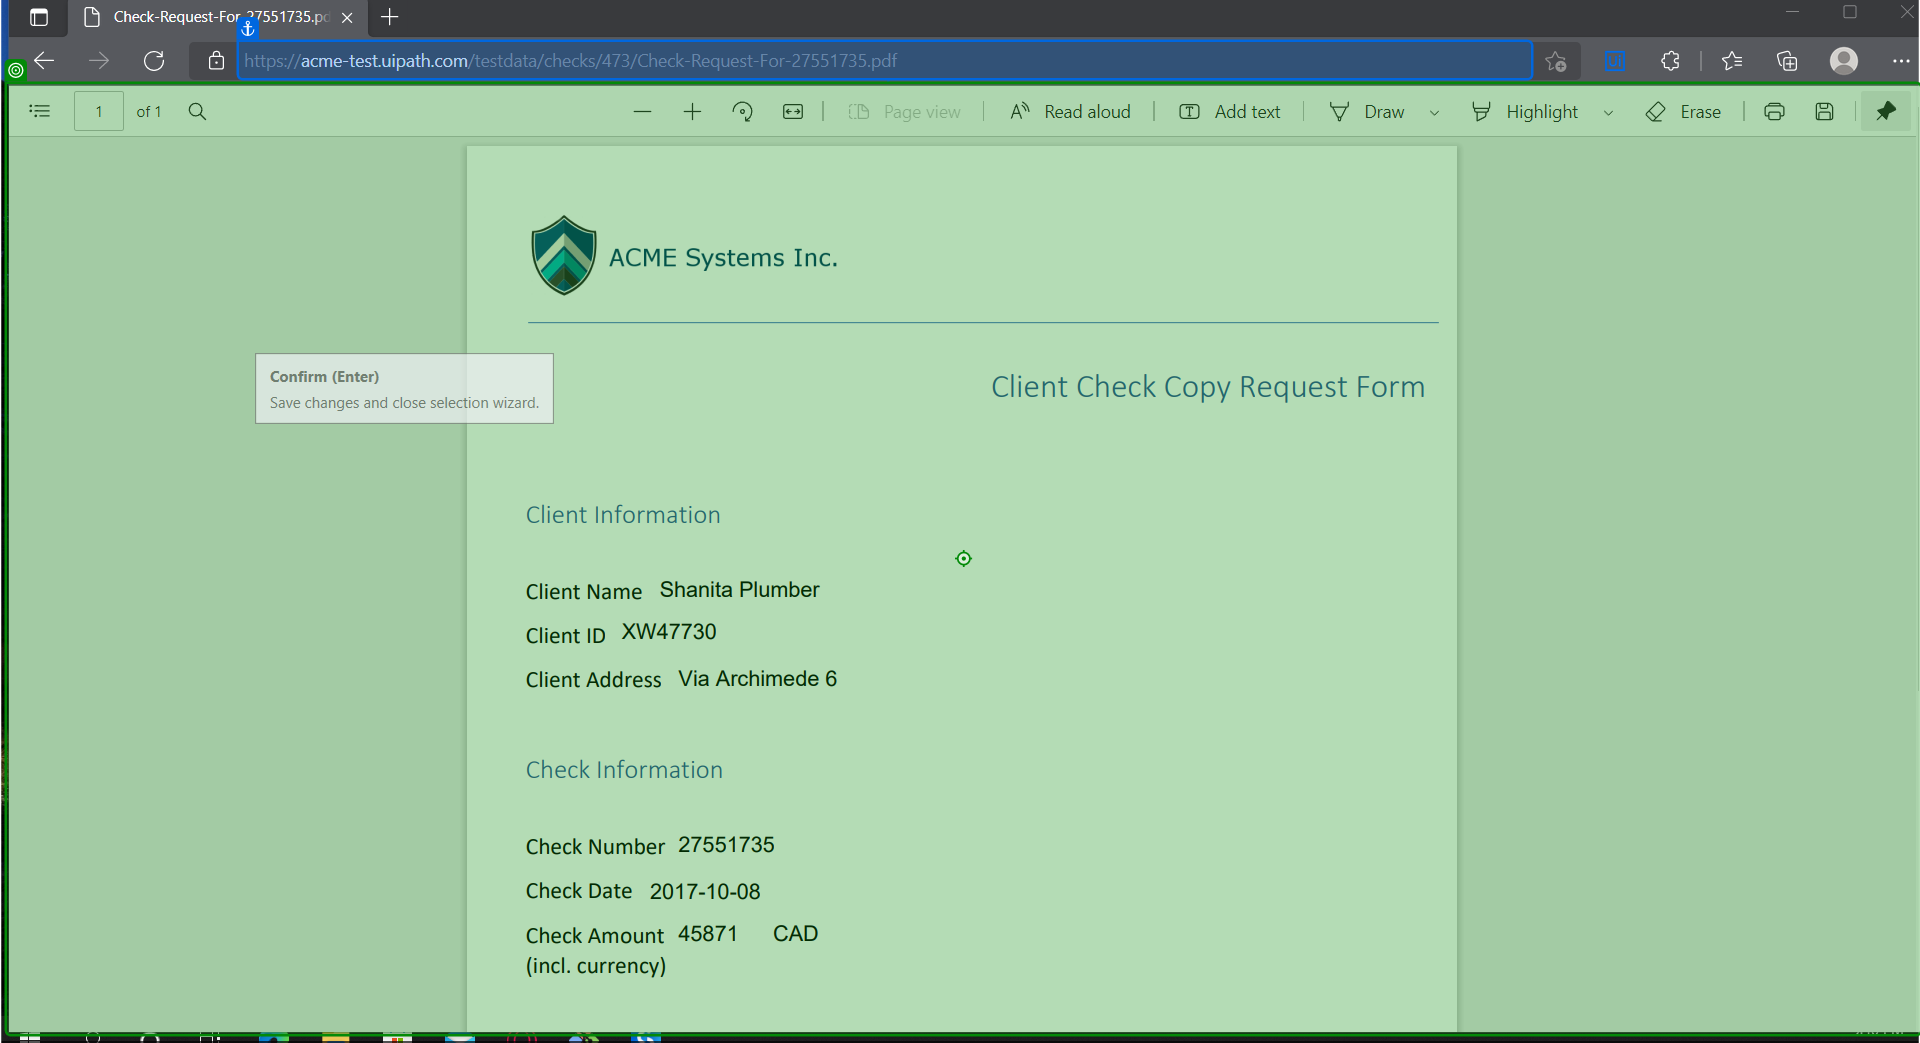 Check-Request-For-27551735.pd
https://acme-test.uipath.com/testdata/checks/473/Check-Request-For-27551735.pdf
1 of 1 Page view Read aloud Add text Draw Highlight Erase
ACME Systems Inc.
Confirm (Enter)
Save changes and close selection wizard.
Client Check Copy Request Form
Client Information
Client Name Shanita Plumber
Client ID XW47730
Client Address Via Archimede 6
Check Information
Check Number 27551735
Check Date 2017-10-08
Check Amount 45871 CAD
(incl. currency)